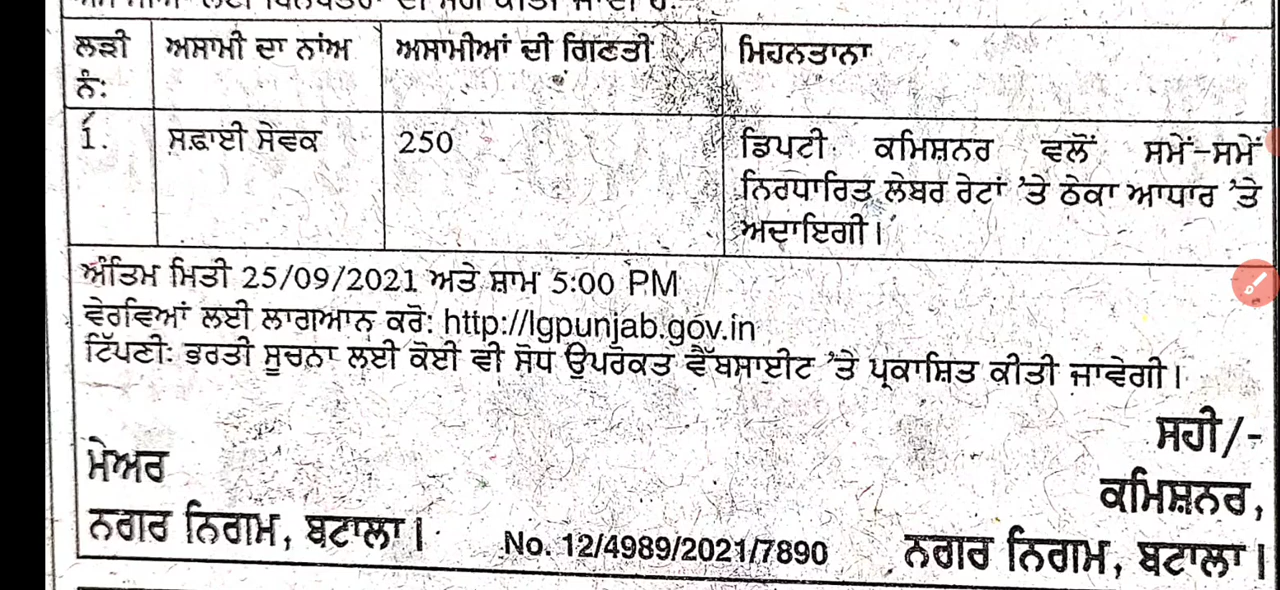 ਲੜੀ ਨੰ:
ਅਸਾਮੀ ਦਾ ਨਾਂਅ
ਅਸਾਮੀਆਂ ਦੀ ਗਿਣਤੀ
ਮਿਹਨਤਾਨਾ
1.
ਸਫ਼ਾਈ ਸੇਵਕ
250
ਡਿਪਟੀ ਕਮਿਸ਼ਨਰ ਵਲੋਂ ਸਮੇਂ-ਸਮੇਂ
ਨਿਰਧਾਰਿਤ ਲੇਬਰ ਰੇਟਾਂ 'ਤੇ ਠੇਕਾ ਆਧਾਰ 'ਤੇ
ਅਦਾਇਗੀ।
ਅੰਤਿਮ ਮਿਤੀ 25/09/2021 ਅਤੇ ਸ਼ਾਮ 5:00 PM
ਵੇਰਵਿਆਂ ਲਈ ਲਾਗਆਨ ਕਰੋ: http://lgpunjab.gov.in
ਟਿੱਪਣੀ: ਭਰਤੀ ਸੂਚਨਾ ਲਈ ਕੋਈ ਵੀ ਸੋਧ ਉਪਰੋਕਤ ਵੈੱਬਸਾਈਟ 'ਤੇ ਪ੍ਰਕਾਸ਼ਿਤ ਕੀਤੀ ਜਾਵੇਗੀ।
ਸਹੀ/-
ਮੇਅਰ
ਕਮਿਸ਼ਨਰ,
ਨਗਰ ਨਿਗਮ, ਬਟਾਲਾ।
No. 12/4989/2021/7890
ਨਗਰ ਨਿਗਮ, ਬਟਾਲਾ।